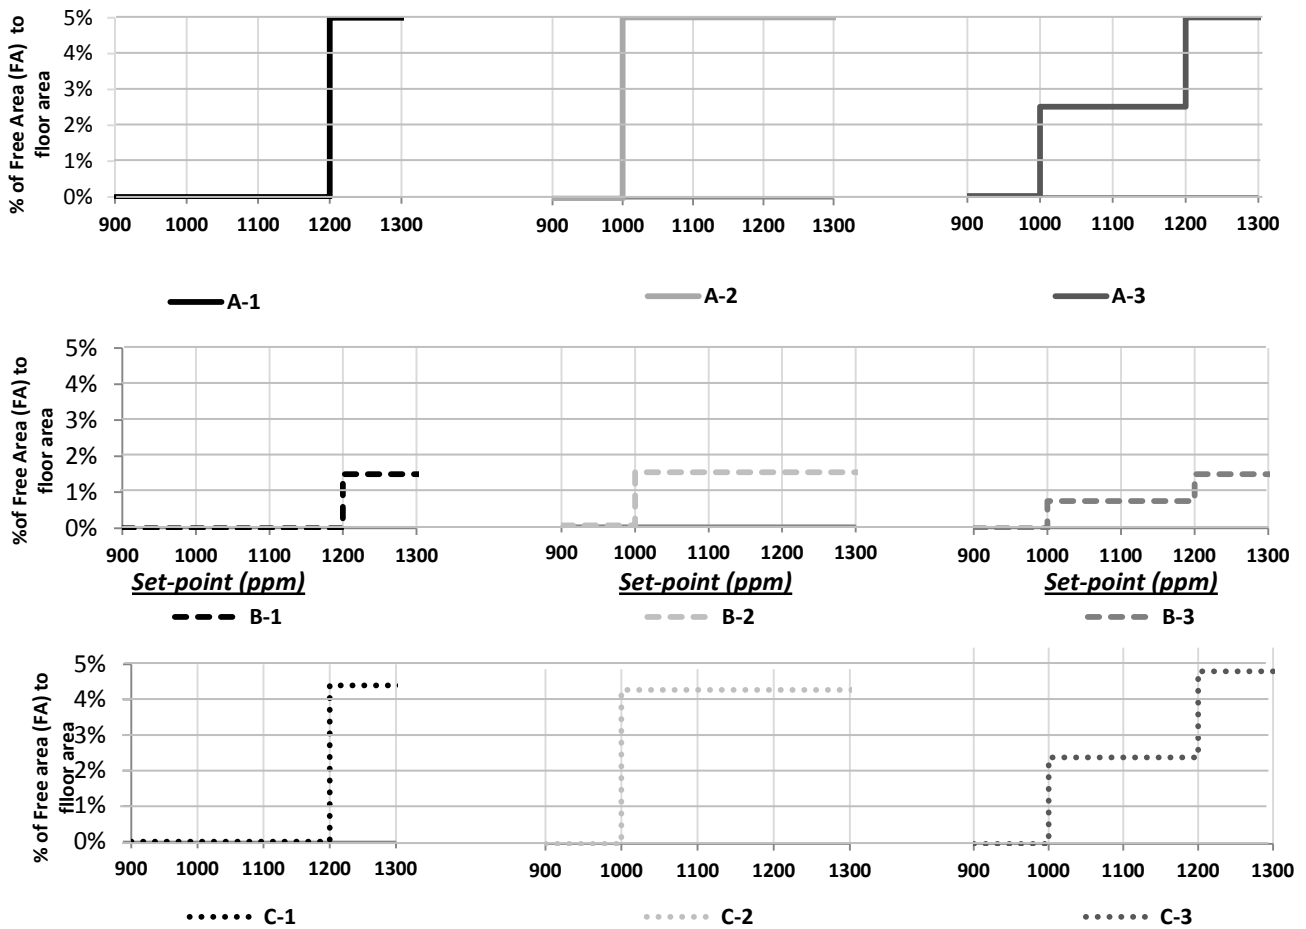 % of Free Area (FA) to
floor area
5%
4%
3%
2%
1%
0%
900 1000 1100 1200 1300
900 1000 1100 1200 1300
900 1000 1100 1200 1300
A-1 A-2 A-3
%of Free Area (FA) to
floor area
5%
4%
3%
2%
1%
0%
900 1000 1100 1200 1300
900 1000 1100 1200 1300
900 1000 1100 1200 1300
Set-point (ppm) Set-point (ppm) Set-point (ppm)
B-1 B-2 B-3
% of Free area (FA) to
flloor area
5%
4%
3%
2%
1%
0%
900 1000 1100 1200 1300
900 1000 1100 1200 1300
900 1000 1100 1200 1300
C-1 C-2 C-3